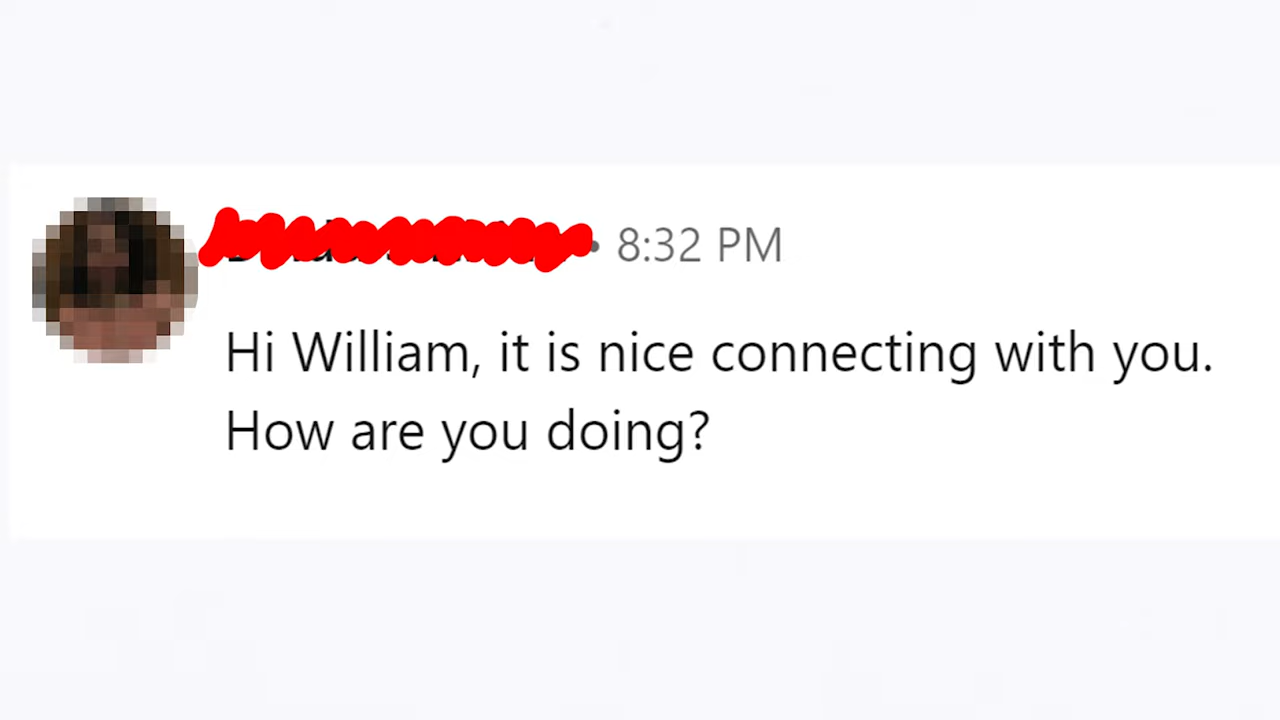 8:32 PM
Hi William, it is nice connecting with you.
How are you doing?